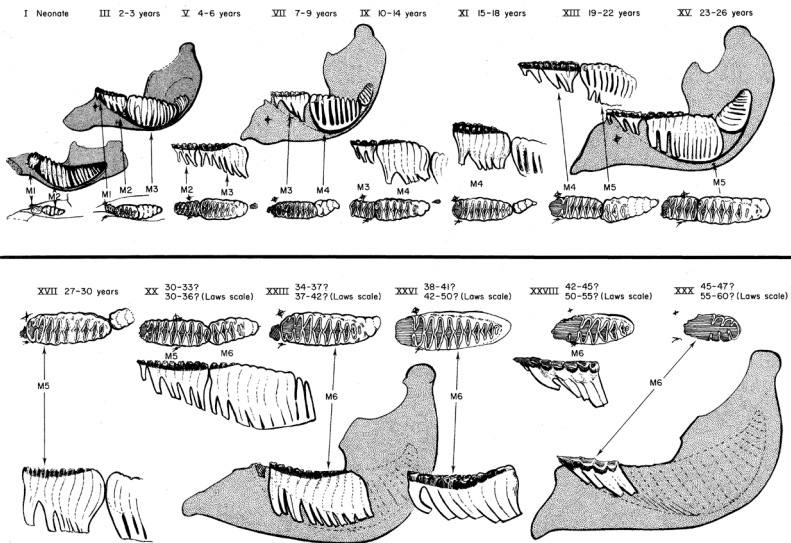 I Neonate
III 2-3 years
V 4-6 years
VII 7-9 years
IX 10-14 years
XI 15-18 years
XIII 19-22 years
XV 23-26 years
M1
M2
M1
M2
M3
M2
M3
M3
M4
M3
M4
M4
M4
M5
M5
XVII 27-30 years
XX 30-33?
30-36? (Laws scale)
XXIII 34-37?
37-42? (Laws scale)
XXVI 38-41?
42-50? (Laws scale)
XXVIII 42-45?
50-55? (Laws scale)
XXX 45-47?
55-60? (Laws scale)
M5
M5
M6
M6
M6
M6
M6